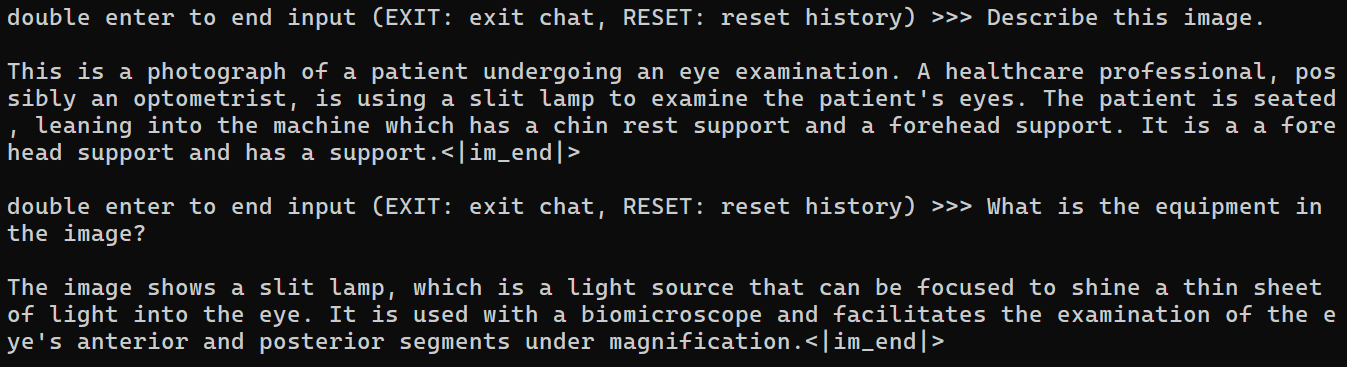 double enter to end input (EXIT: exit chat, RESET: reset history) >>> Describe this image.
This is a photograph of a patient undergoing an eye examination. A healthcare professional, pos
sibly an optometrist, is using a slit lamp to examine the patient's eyes. The patient is seated
, leaning into the machine which has a chin rest support and a forehead support. It is a a fore
head support and has a support.<|im_end|>
double enter to end input (EXIT: exit chat, RESET: reset history) >>> What is the equipment in
the image?
The image shows a slit lamp, which is a light source that can be focused to shine a thin sheet
of light into the eye. It is used with a biomicroscope and facilitates the examination of the e
ye's anterior and posterior segments under magnification.<|im_end|>